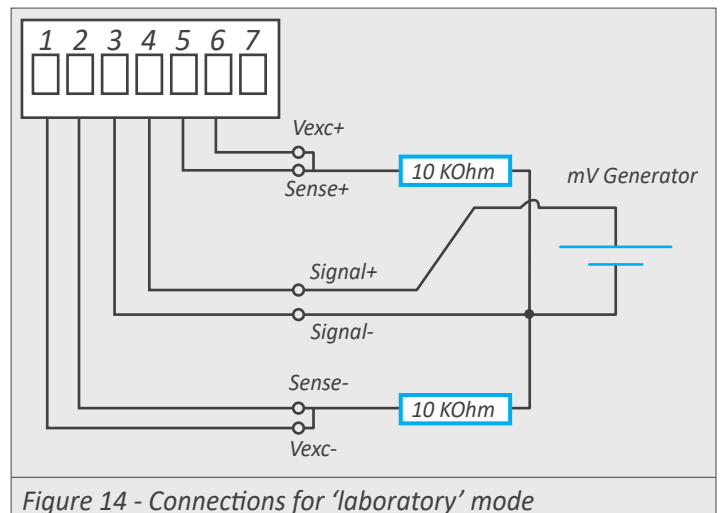 1 2 3 4 5 6 7
Vexc+
Sense+
10 KOhm
mV Generator
Signal+
Signal-
Sense-
10 KOhm
Vexc-
Figure 14 - Connections for ‘laboratory’ mode